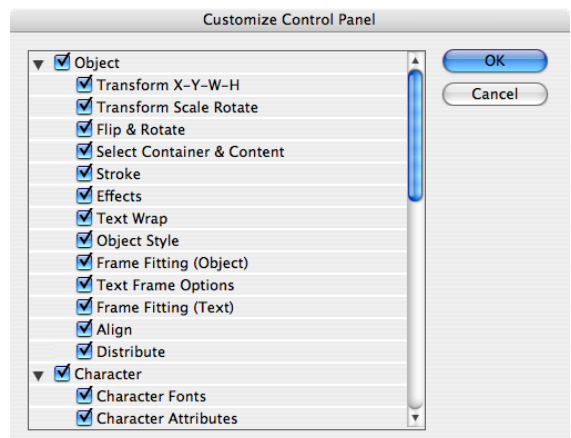 Customize Control Panel
Object
Transform X-Y-W-H
Transform Scale Rotate
Flip & Rotate
Select Container & Content
Stroke
Effects
Text Wrap
Object Style
Frame Fitting (Object)
Text Frame Options
Frame Fitting (Text)
Align
Distribute
Character
Character Fonts
Character Attributes
OK
Cancel